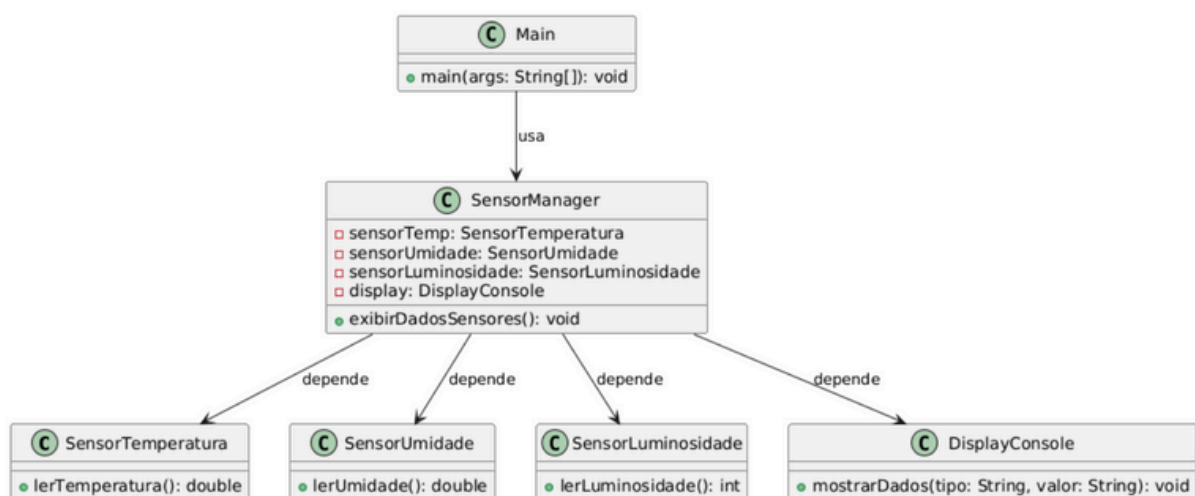 C Main
main(args: String[]): void
usa
C SensorManager
sensorTemp: SensorTemperatura
sensorUmidade: SensorUmidade
sensorLuminosidade: SensorLuminosidade
display: DisplayConsole
exibirDadosSensores(): void
depende depende depende depende
C SensorTemperatura
lerTemperatura(): double
C SensorUmidade
lerUmidade(): double
C SensorLuminosidade
lerLuminosidade(): int
C DisplayConsole
mostrarDados(tipo: String, valor: String): void